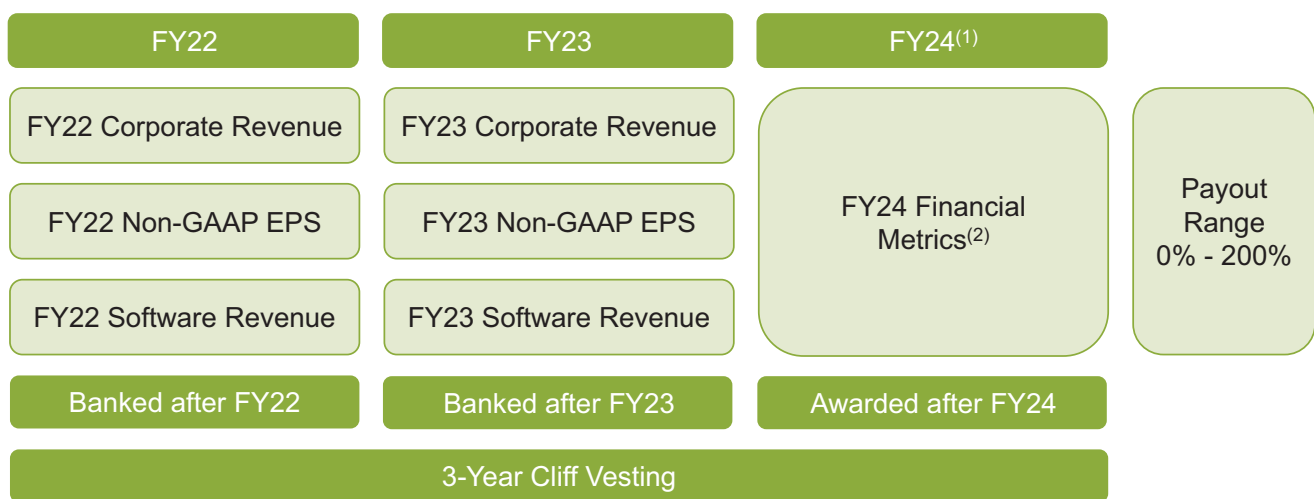 FY22
FY23
FY24(1)
FY22 Corporate Revenue
FY23 Corporate Revenue
FY24 Financial
Metrics(2)
Payout
Range
0% - 200%
FY22 Non-GAAP EPS
FY23 Non-GAAP EPS
FY22 Software Revenue
FY23 Software Revenue
Banked after FY22
Banked after FY23
Awarded after FY24
3-Year Cliff Vesting